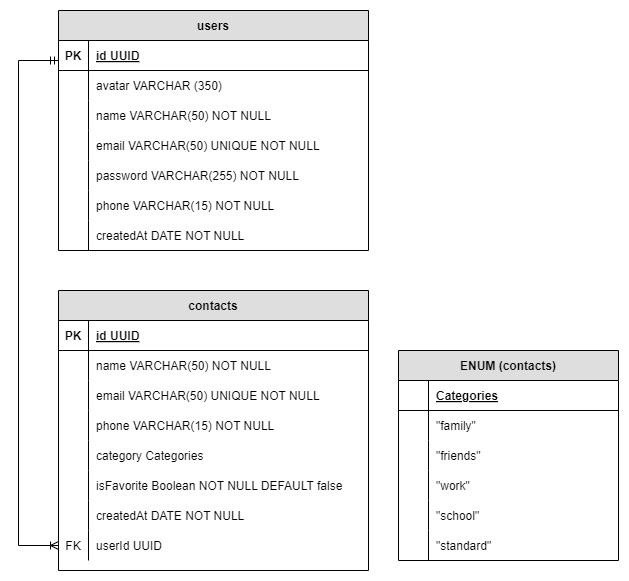 users
PK id UUID
avatar VARCHAR (350)
name VARCHAR(50) NOT NULL
email VARCHAR(50) UNIQUE NOT NULL
password VARCHAR(255) NOT NULL
phone VARCHAR(15) NOT NULL
createdAt DATE NOT NULL
contacts
PK id UUID
name VARCHAR(50) NOT NULL
email VARCHAR(50) UNIQUE NOT NULL
phone VARCHAR(15) NOT NULL
category Categories
isFavorite Boolean NOT NULL DEFAULT false
createdAt DATE NOT NULL
FK userId UUID
ENUM (contacts)
Categories
"family"
"friends"
"work"
"school"
"standard"